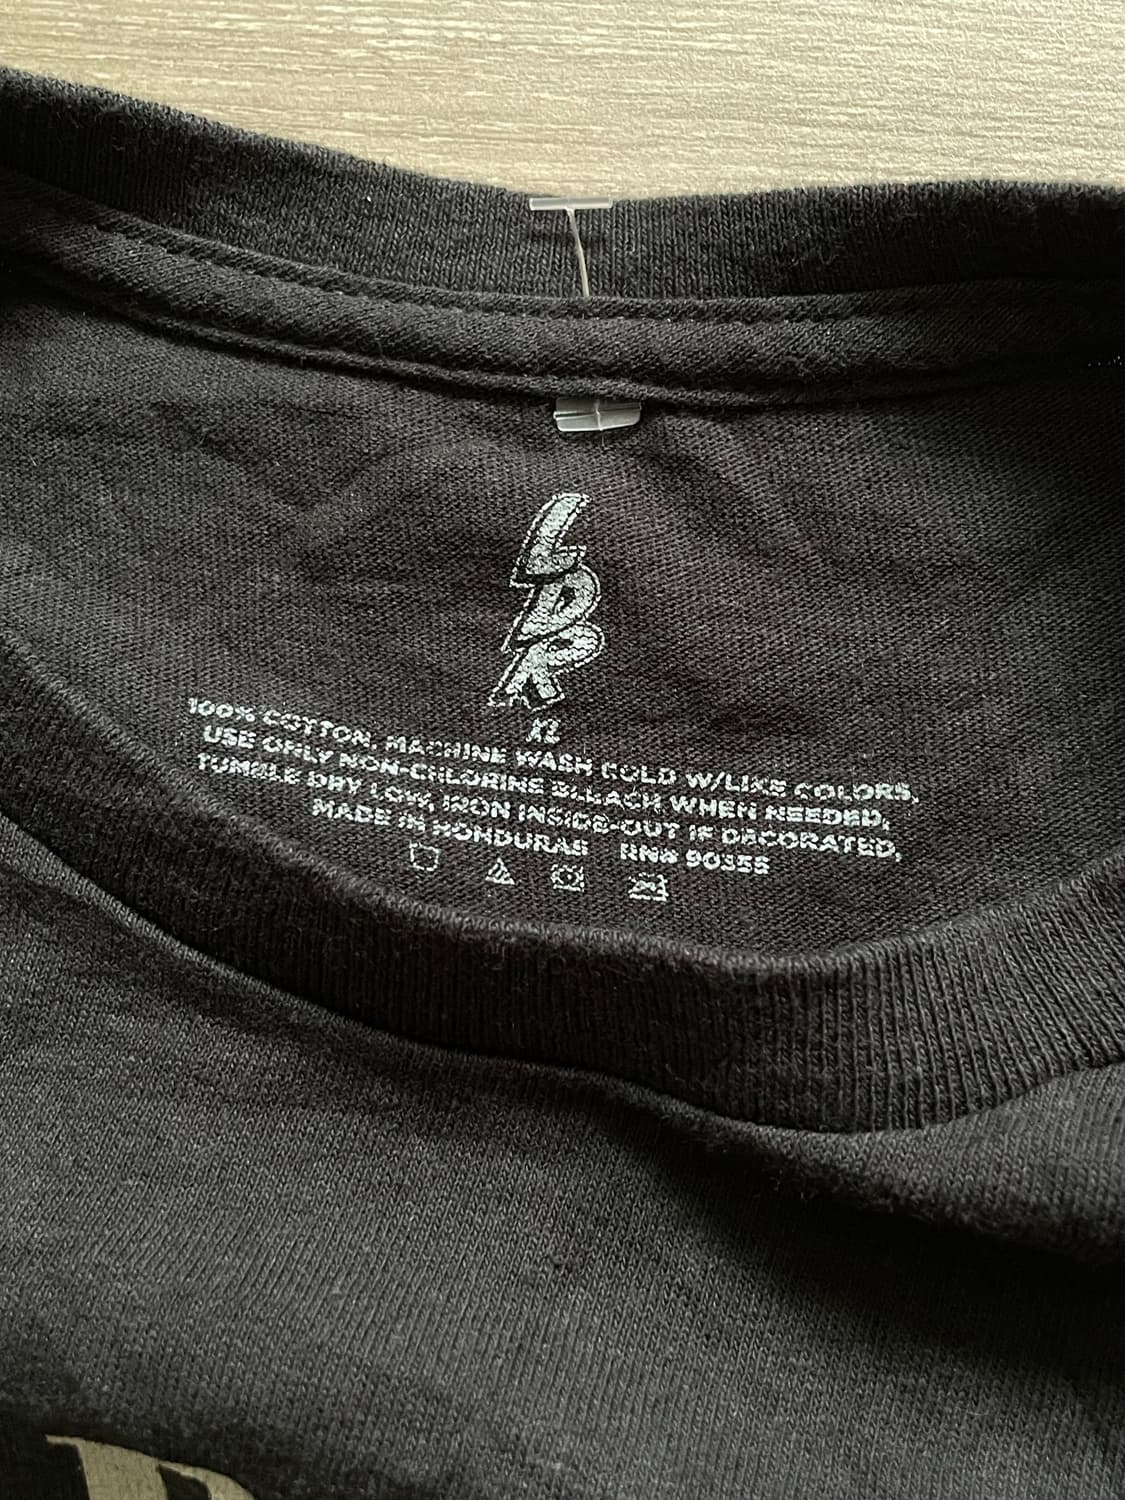 LDR
XL
100% COTTON. MACHINE WASH COLD W/LIKE COLORS,
USE ONLY NON-CHLORINE BLEACH WHEN NEEDED,
TUMBLE DRY LOW, IRON INSIDE-OUT IF DECORATED,
MADE IN HONDURAS RN# 90355